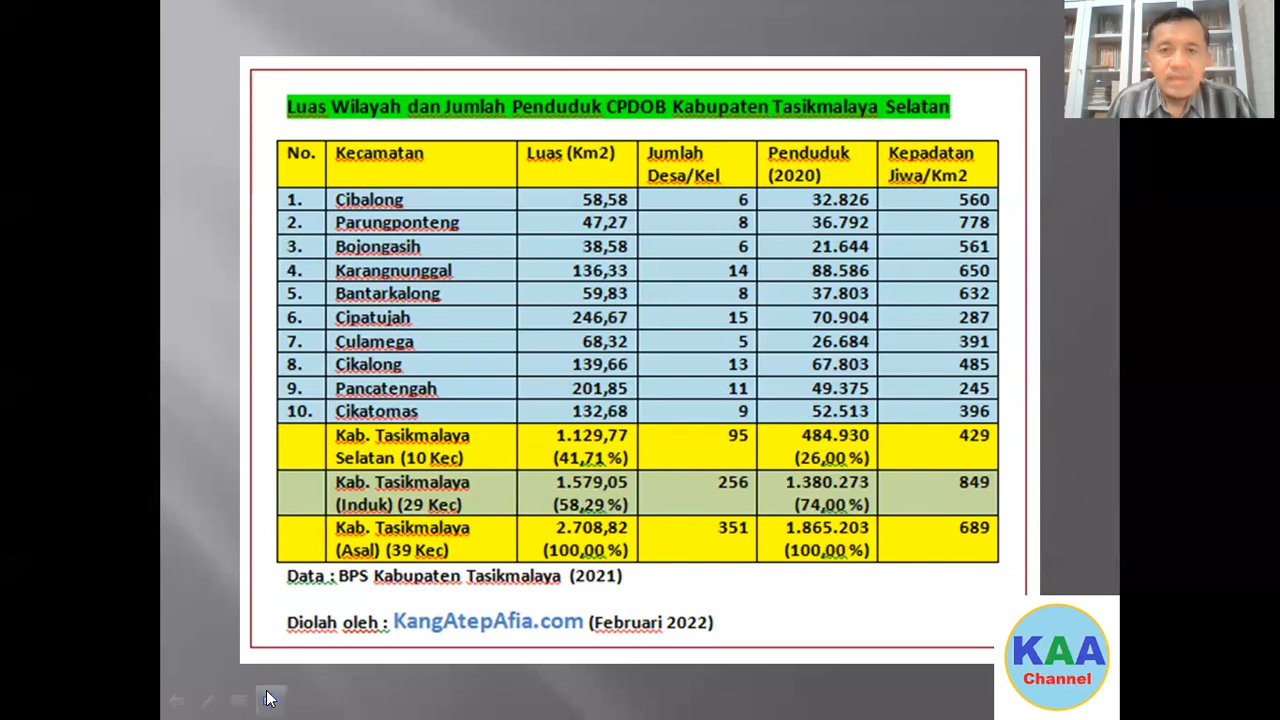 Luas Wilayah dan Jumlah Penduduk CPDOB Kabupaten Tasikmalaya Selatan
No. Kecamatan Luas (Km2) Jumlah Desa/Kel Penduduk (2020) Kepadatan Jiwa/Km2
1. Cibalong 58,58 6 32.826 560
2. Parungponteng 47,27 8 36.792 778
3. Bojongasih 38,58 6 21.644 561
4. Karangnunggal 136,33 14 88.586 650
5. Bantarkalong 59,83 8 37.803 632
6. Cipatujah 246,67 15 70.904 287
7. Culamega 68,32 5 26.684 391
8. Cikalong 139,66 13 67.803 485
9. Pancatengah 201,85 11 49.375 245
10. Cikatomas 132,68 9 52.513 396
Kab. Tasikmalaya 1.129,77 95 484.930 429
Selatan (10 Kec) (41,71 %) (26,00 %)
Kab. Tasikmalaya 1.579,05 256 1.380.273 849
(Induk) (29 Kec) (58,29 %) (74,00 %)
Kab. Tasikmalaya 2.708,82 351 1.865.203 689
(Asal) (39 Kec) (100,00 %) (100,00 %)
Data : BPS Kabupaten Tasikmalaya (2021)
Diolah oleh : KangAtepAfia.com (Februari 2022)
KAA
Channel